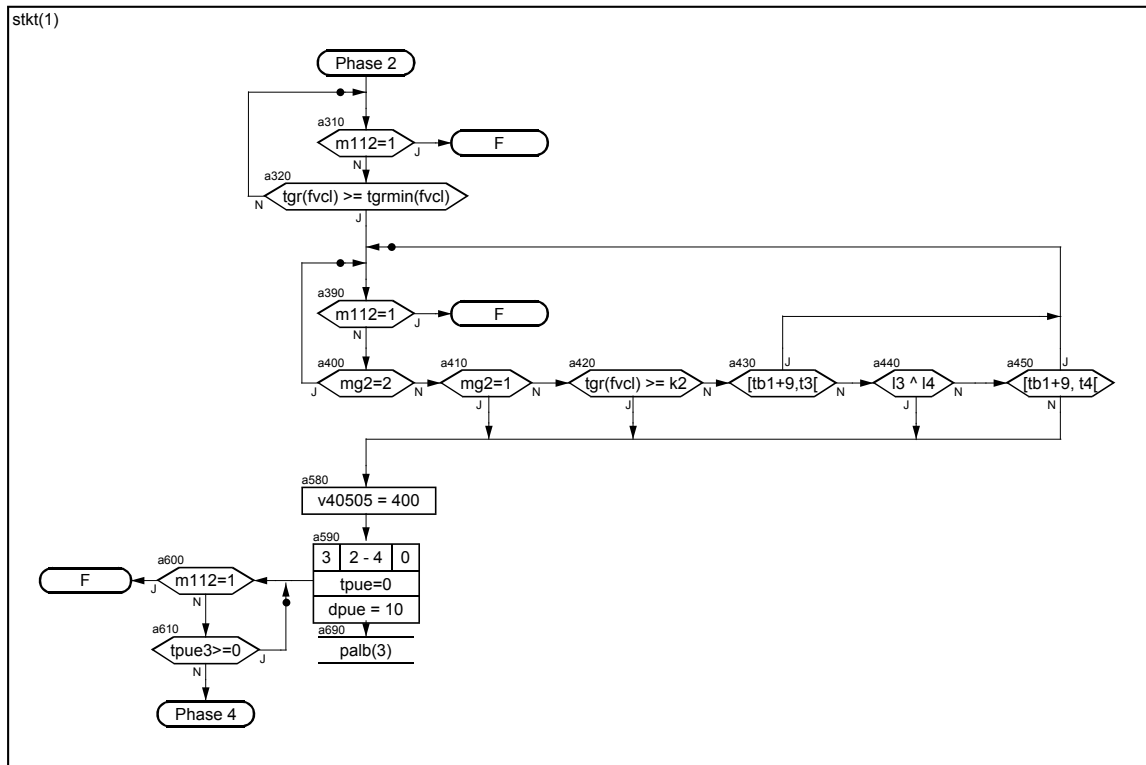 stkt(1)
Phase 2
a310
m112=1
J
F
N
a320
tgr(fvcl) >= tgrmin(fvcl)
N
J
a390
m112=1
J
F
N
a400
mg2=2
J
N
a410
mg2=1
N
J
a420
tgr(fvcl) >= k2
N
J
a430
[tb1+9,t3[
J
N
a440
l3 ^ l4
N
J
a450
[tb1+9, t4[
J
N
a580
v40505 = 400
a590
3 2 - 4 0
tpue=0
dpue = 10
a690
palb(3)
a600
m112=1
J
F
N
a610
tpue3>=0
J
N
Phase 4